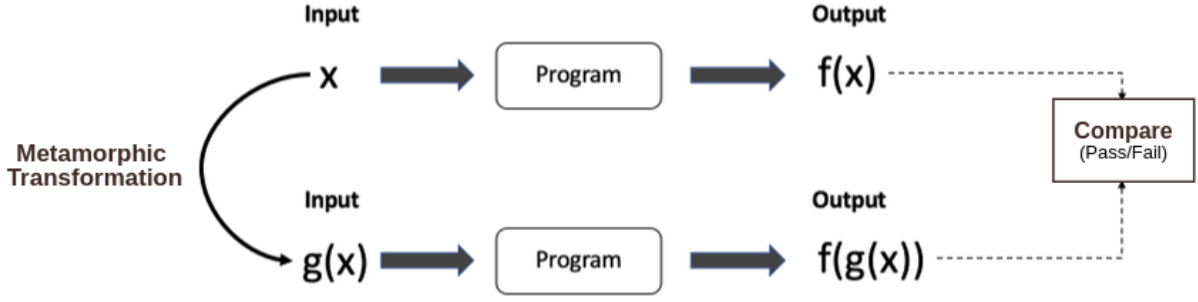 Input
Output
x
Program
f(x)
Compare
(Pass/Fail)
Metamorphic
Transformation
Input
Output
g(x)
Program
f(g(x))